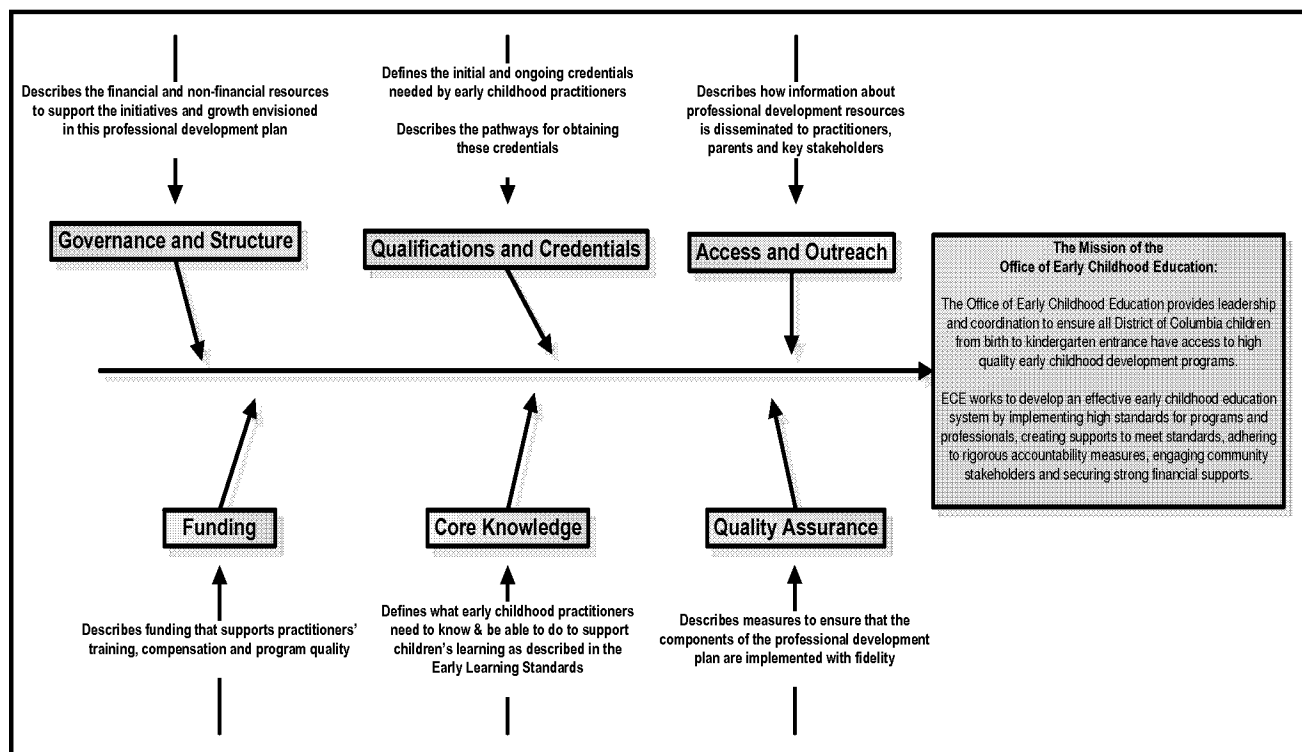 Describes the financial and non-financial resources
to support the initiatives and growth envisioned
in this professional development plan
Defines the initial and ongoing credentials
needed by early childhood practitioners
Describes the pathways for obtaining
these credentials
Describes how information about
professional development resources
is disseminated to practitioners,
parents and key stakeholders
Governance and Structure
Qualifications and Credentials
Access and Outreach
The Mission of the
Office of Early Childhood Education:
The Office of Early Childhood Education provides leadership
and coordination to ensure all District of Columbia children
from birth to kindergarten entrance have access to high
quality early childhood development programs.
ECE works to develop an effective early childhood education
system by implementing high standards for programs and
professionals, creating supports to meet standards, adhering
to rigorous accountability measures, engaging community
stakeholders and securing strong financial supports.
Funding
Core Knowledge
Quality Assurance
Describes funding that supports practitioners’
training, compensation and program quality
Defines what early childhood practitioners
need to know & be able to do to support
children’s learning as described in the
Early Learning Standards
Describes measures to ensure that the
components of the professional development
plan are implemented with fidelity